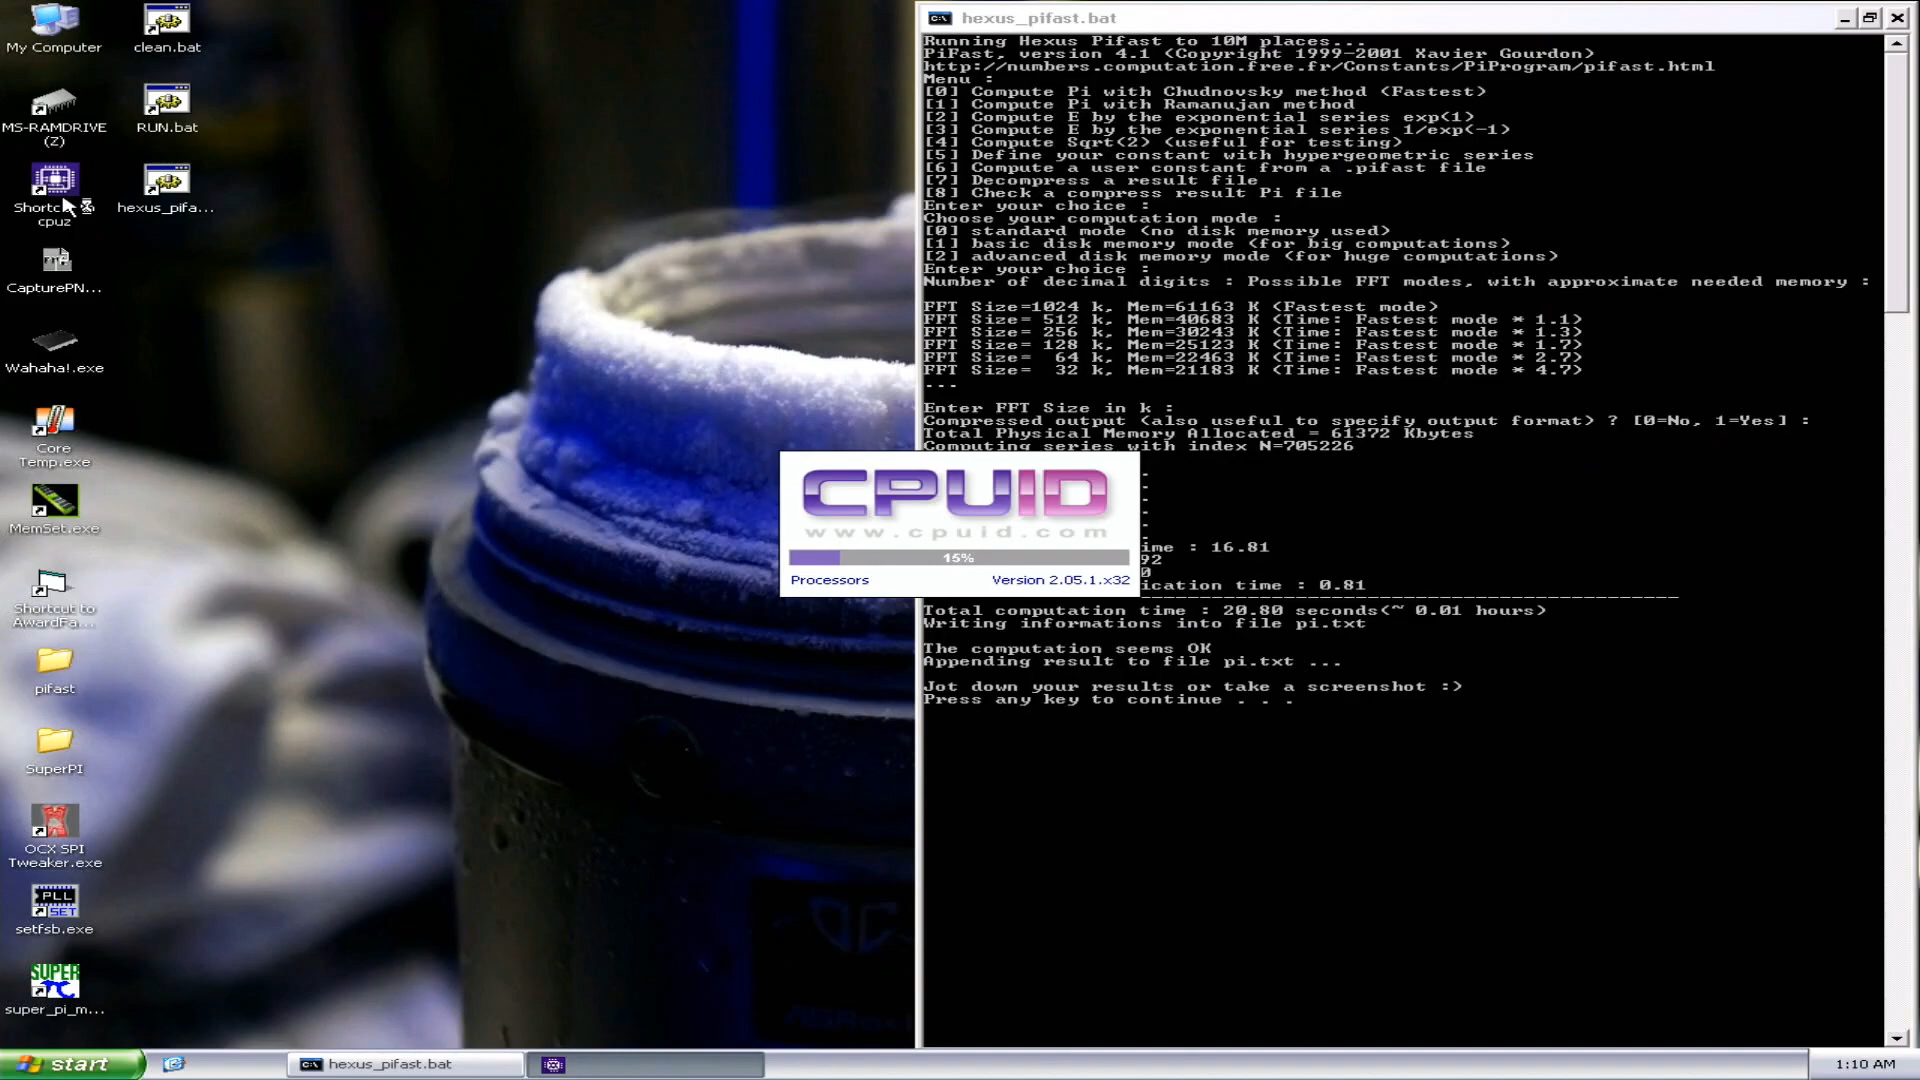 My Computer
clean.bat
MS-RAMDRIVE
(Z)
RUN.bat
cpuz
hexus_pifa...
CapturePN...
Wahaha!.exe
Core
Temp.exe
MemSet.exe
Shortcut to
AwardFa...
pifast
SuperPI
OCX SPI
Tweaker.exe
PLL
SET
setfsb.exe
SUPER
super_pi_m...
hexus_pifast.bat
Running Hexus Pifast to 10M places...
PiFast, version 4.1 (Copyright 1999-2001 Xavier Gourdon)
http://numbers.computation.free.fr/Constants/PiProgram/pifast.html
Menu :
[0] Compute Pi with Chudnovsky method (Fastest)
[1] Compute Pi with Ramanujan method
[2] Compute E by the exponential series exp(1)
[3] Compute E by the exponential series 1/exp(-1)
[4] Compute Sqrt(2) (useful for testing)
[5] Define your constant with hypergeometric series
[6] Compute a user constant from a .pifast file
[7] Decompress a result file
[8] Check a compress result Pi file
Enter your choice :
Choose your computation mode :
[0] standard mode (no disk memory used)
[1] basic disk memory mode (for big computations)
[2] advanced disk memory mode (for huge computations)
Enter your choice :
Number of decimal digits : Possible FFT modes, with approximate needed memory :
FFT Size=1024 k, Mem=61163 K (Fastest mode)
FFT Size= 512 k, Mem=40683 K (Time: Fastest mode * 1.1)
FFT Size= 256 k, Mem=30243 K (Time: Fastest mode * 1.3)
FFT Size= 128 k, Mem=25123 K (Time: Fastest mode * 1.7)
FFT Size=  64 k, Mem=22463 K (Time: Fastest mode * 2.7)
FFT Size=  32 k, Mem=21183 K (Time: Fastest mode * 4.7)
...
Enter FFT Size in k :
Compressed output (also useful to specify output format) ? [0=No, 1=Yes] :
Total Physical Memory Allocated = 61372 Kbytes
Computing series with index N=705226
CPUID
www.cpuid.com
15%
Processors
Version 2.05.1.x32
ime : 16.81
92
0
ication time : 0.81
Total computation time : 20.80 seconds(~ 0.01 hours)
Writing informations into file pi.txt
The computation seems OK
Appending result to file pi.txt ...
Jot down your results or take a screenshot :)
Press any key to continue . . .
start
hexus_pifast.bat
1:10 AM